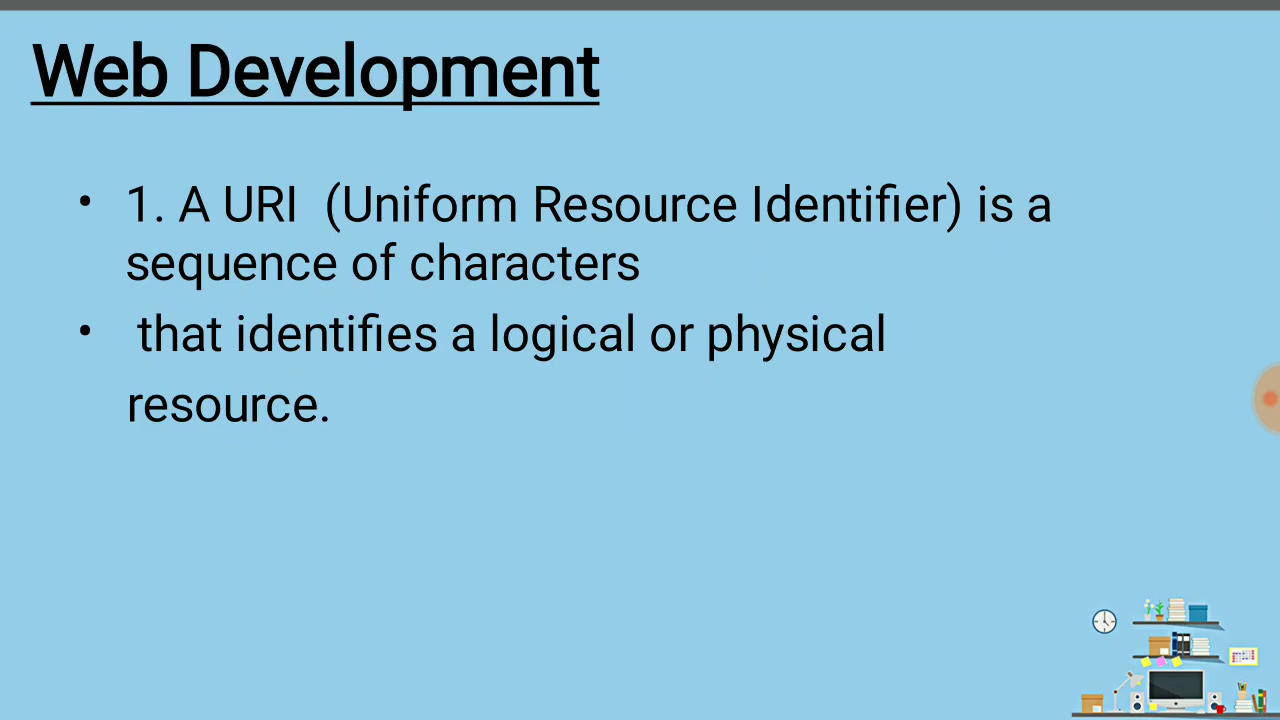 Web Development
• 1. A URI  (Uniform Resource Identifier) is a
sequence of characters
•  that identifies a logical or physical
resource.